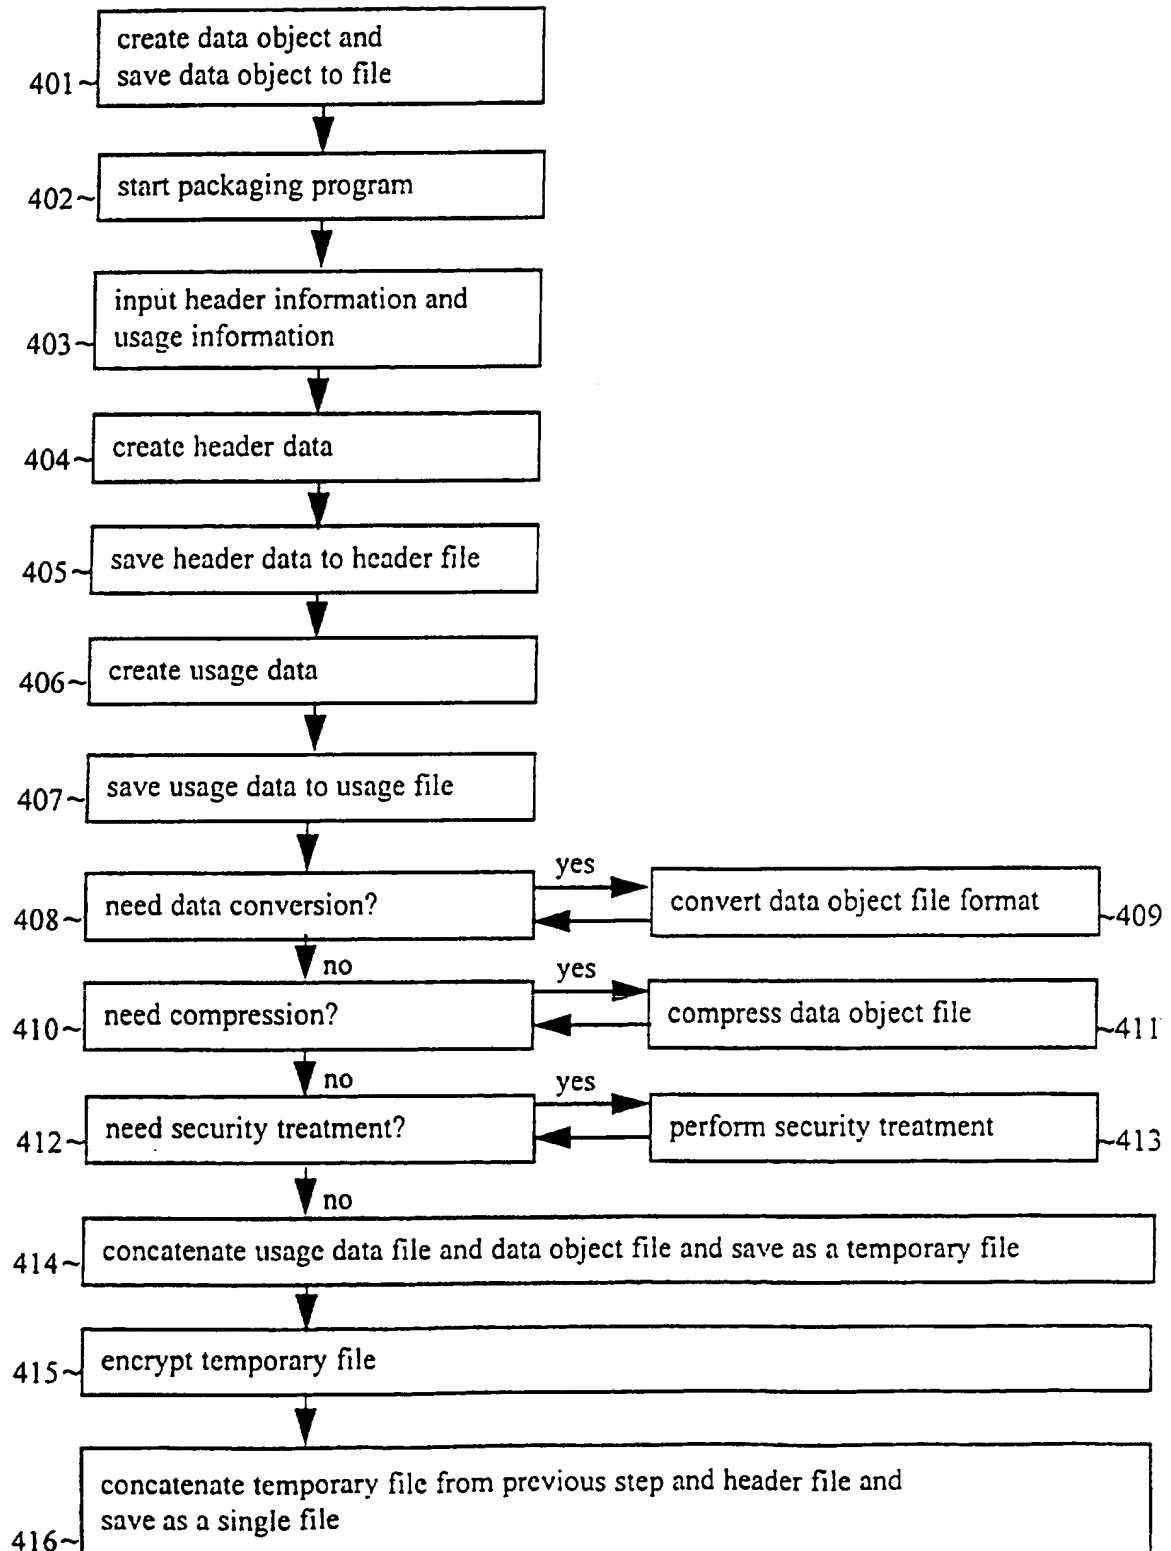 create data object and
save data object to file
401~
start packaging program
402~
input header information and
usage information
403~
create header data
404~
save header data to header file
405~
create usage data
406~
save usage data to usage file
407~
yes
need data conversion?
408~
convert data object file format
~409
no
yes
need compression?
410~
compress data object file
~411
no
yes
need security treatment?
412~
perform security treatment
~413
no
concatenate usage data file and data object file and save as a temporary file
414~
encrypt temporary file
415~
concatenate temporary file from previous step and header file and
save as a single file
416~